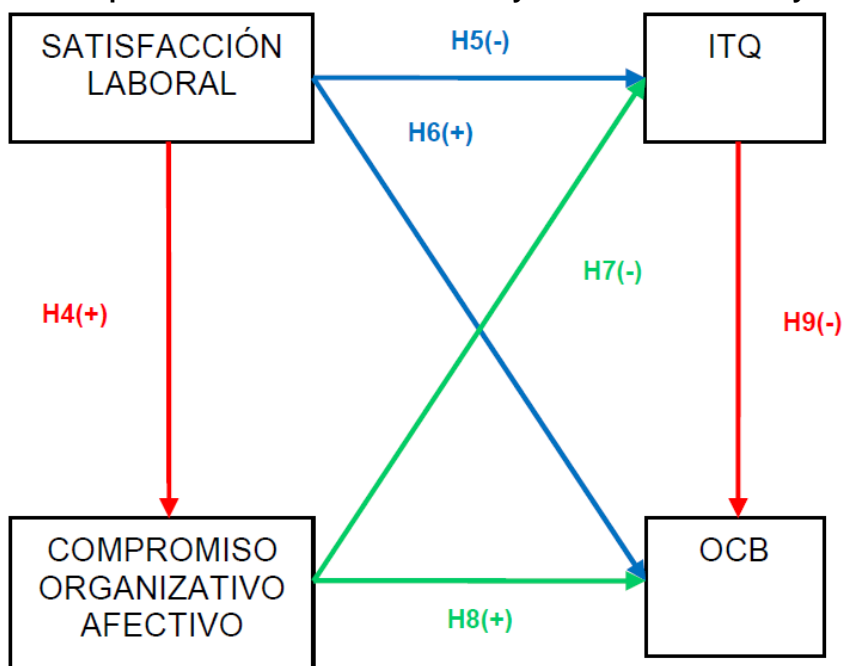 SATISFACCIÓN
LABORAL
H5(-)
ITQ
H6(+)
H7(-)
H4(+)
H9(-)
COMPROMISO
ORGANIZATIVO
AFECTIVO
OCB
H8(+)